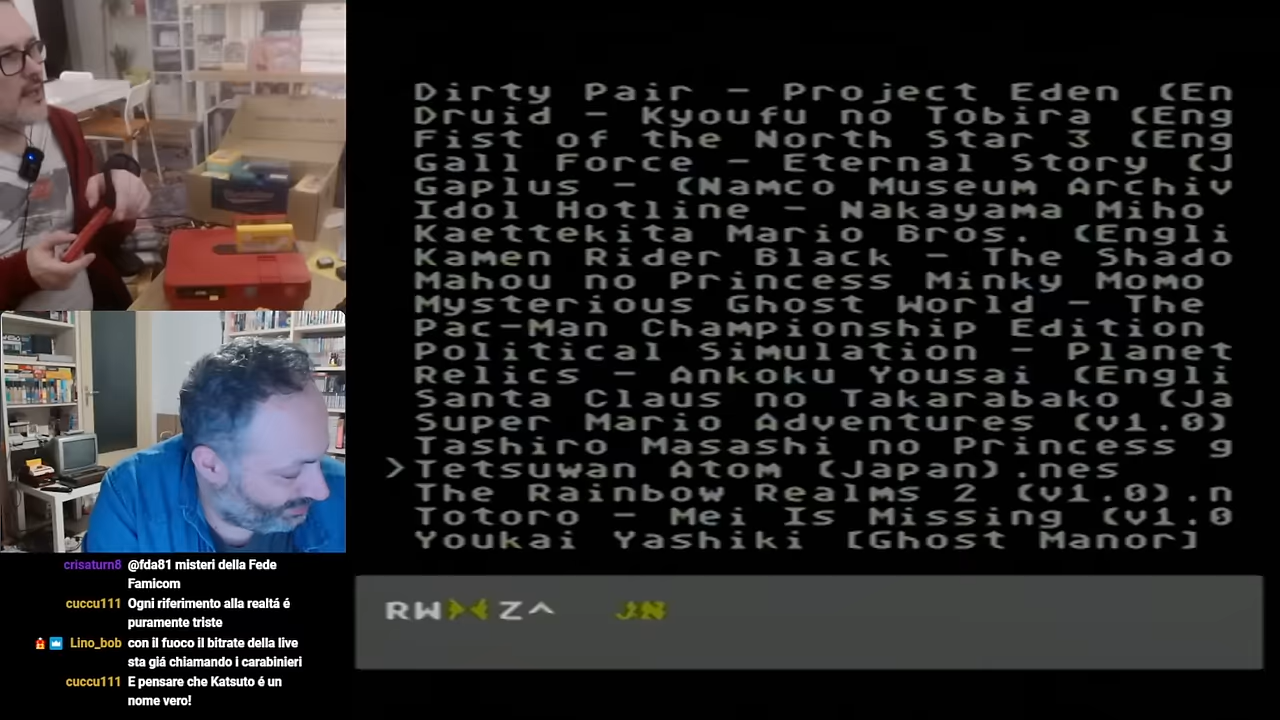 Dirty Pair - Project Eden (En
Druid - Kyoufu no Tobira (Eng
Fist of the North Star 3 (Eng
Gall Force - Eternal Story (J
Gaplus - (Namco Museum Archiv
Idol Hotline - Nakayama Miho
Kaettekita Mario Bros. (Engli
Kamen Rider Black - The Shado
Mahou no Princess Minky Momo
Mysterious Ghost World - The
Pac-Man Championship Edition
Political Simulation - Planet
Relics - Ankoku Yousai (Engli
Santa Claus no Takarabako (Ja
Super Mario Adventures (v1.0)
Tashiro Masashi no Princess g
>Tetsuwan Atom (Japan).nes
The Rainbow Realms 2 (v1.0).n
Totoro - Mei Is Missing (v1.0
Youkai Yashiki [Ghost Manor]
RW Z^
crisaturn8 @fda81 misteri della Fede
Famicom
cuccu111 Ogni riferimento alla realtá é
puramente triste
Lino_bob con il fuoco il bitrate della live
sta giá chiamando i carabinieri
cuccu111 E pensare che Katsuto é un
nome vero!